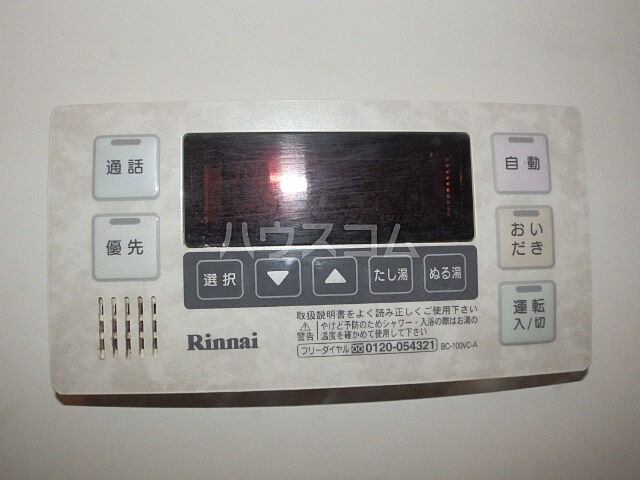 通話
優先
自動
おい
だき
運転
入/切
ハウスコム
選択
▼
▲
たし湯
ぬる湯
Rinnai
取扱説明書をよく読み正しくご使用下さい
警告
やけど予防のためシャワー・入浴の際はお湯の
温度を確かめて使用して下さい
フリーダイヤル 0120-054321
BC-100VC-A